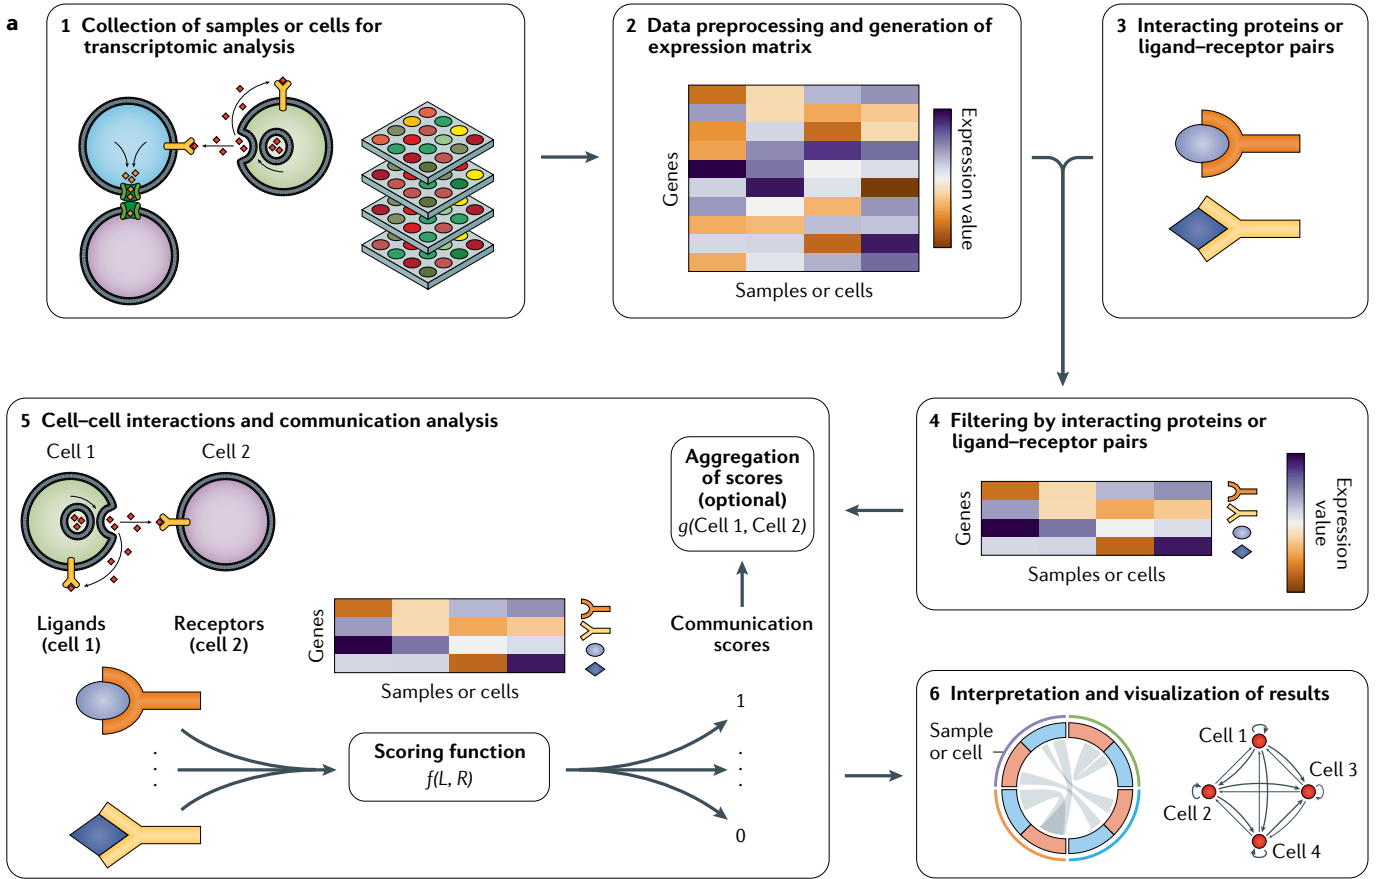 a
1 Collection of samples or cells for
transcriptomic analysis
2 Data preprocessing and generation of
expression matrix
Genes
Samples or cells
Expression value
3 Interacting proteins or
ligand–receptor pairs
4 Filtering by interacting proteins or
ligand–receptor pairs
Genes
Samples or cells
Expression
value
5 Cell–cell interactions and communication analysis
Cell 1
Cell 2
Ligands
(cell 1)
Receptors
(cell 2)
Genes
Samples or cells
Scoring function
f(L, R)
Aggregation
of scores
(optional)
g(Cell 1, Cell 2)
Communication
scores
1
.
.
.
0
6 Interpretation and visualization of results
Sample
or cell
Cell 1
Cell 3
Cell 2
Cell 4